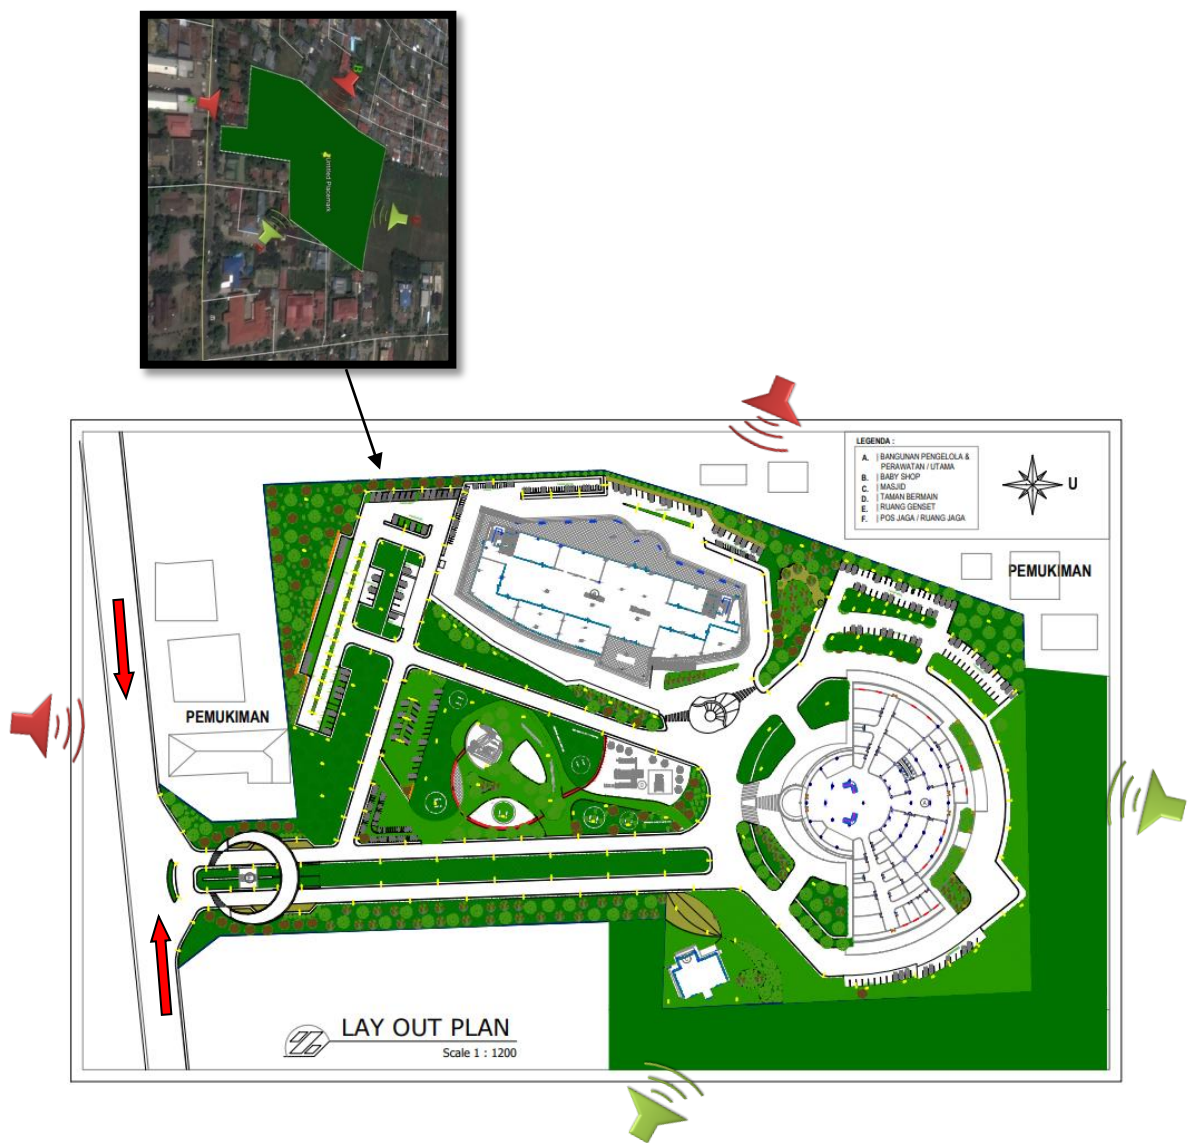 B
Untitled Placemark
LEGENDA :
A. | BANGUNAN PENGELOLA &
PERAWATAN / UTAMA
B. | BABY SHOP
C. | MASJID
D. | TAMAN BERMAIN
E. | RUANG GENSET
F. | POS JAGA / RUANG JAGA
U
PEMUKIMAN
PEMUKIMAN
LAY OUT PLAN
Scale 1 : 1200